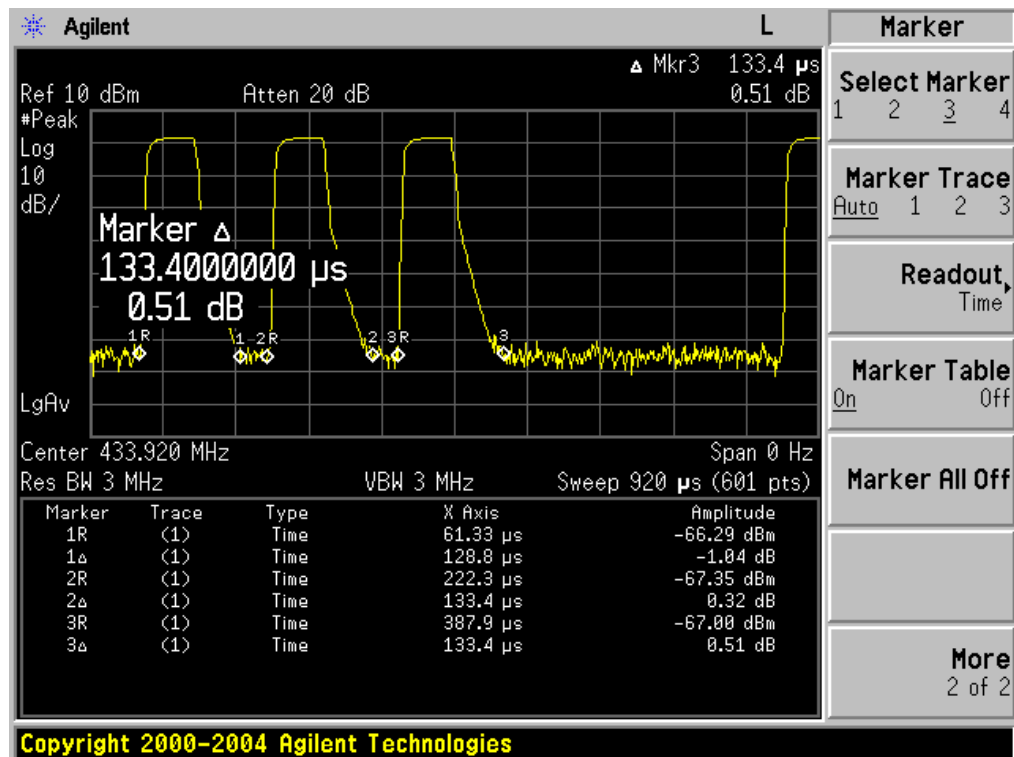 Agilent L Marker
Δ Mkr3 133.4 µs
Ref 10 dBm Atten 20 dB 0.51 dB
#Peak
Log
10
dB/
Marker Δ
133.4000000 µs
0.51 dB
1R 1 2R 2 3R 3
LgAv
Center 433.920 MHz Span 0 Hz
Res BW 3 MHz VBW 3 MHz Sweep 920 µs (601 pts)
Marker Trace Type X Axis Amplitude
1R (1) Time 61.33 µs -66.29 dBm
1Δ (1) Time 128.8 µs -1.04 dB
2R (1) Time 222.3 µs -67.35 dBm
2Δ (1) Time 133.4 µs 0.32 dB
3R (1) Time 387.9 µs -67.00 dBm
3Δ (1) Time 133.4 µs 0.51 dB
Select Marker
1 2 3 4
Marker Trace
Auto 1 2 3
Readout
Time
Marker Table
On Off
Marker All Off
More
2 of 2
Copyright 2000-2004 Agilent Technologies